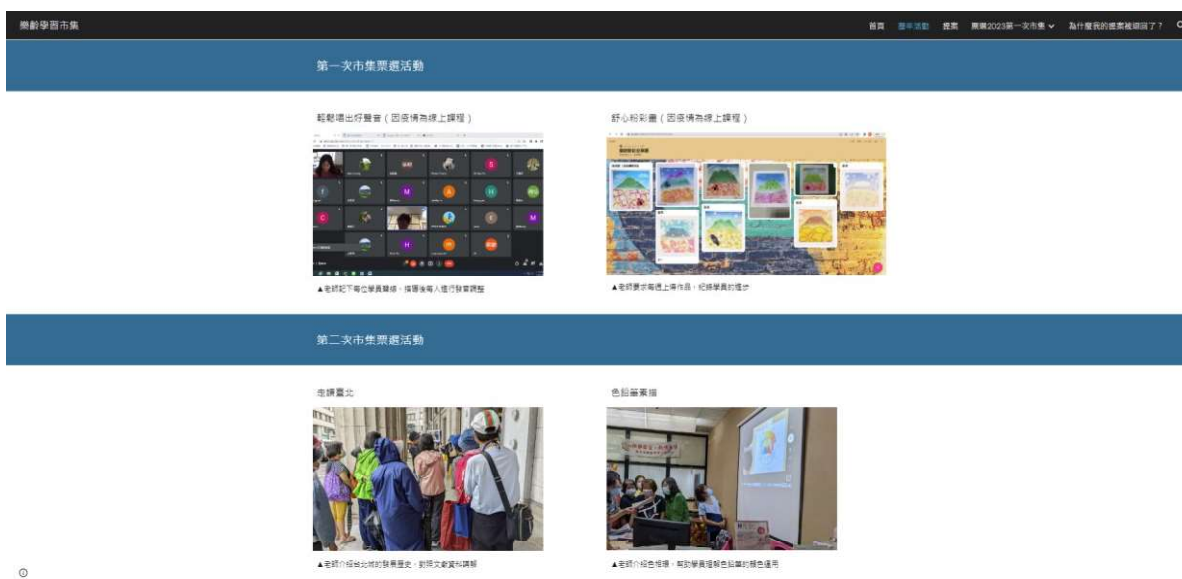 樂齡學習市集
首頁 歷年活動 提案 票選2023第一次市集 為什麼我的提案被退回了？
第一次市集票選活動
輕鬆唱出好聲音（因疫情為線上課程）
舒心粉彩畫（因疫情為線上課程）
▲老師記下每位學員聲線，指導後每人進行發音調整
▲老師要求每週上傳作品，紀錄學員的進步
第二次市集票選活動
走讀臺北
色鉛筆素描
▲老師介紹台北城的發展歷史，對照文獻資料講解
▲老師介紹色相環，幫助學員理解色鉛筆的顏色運用